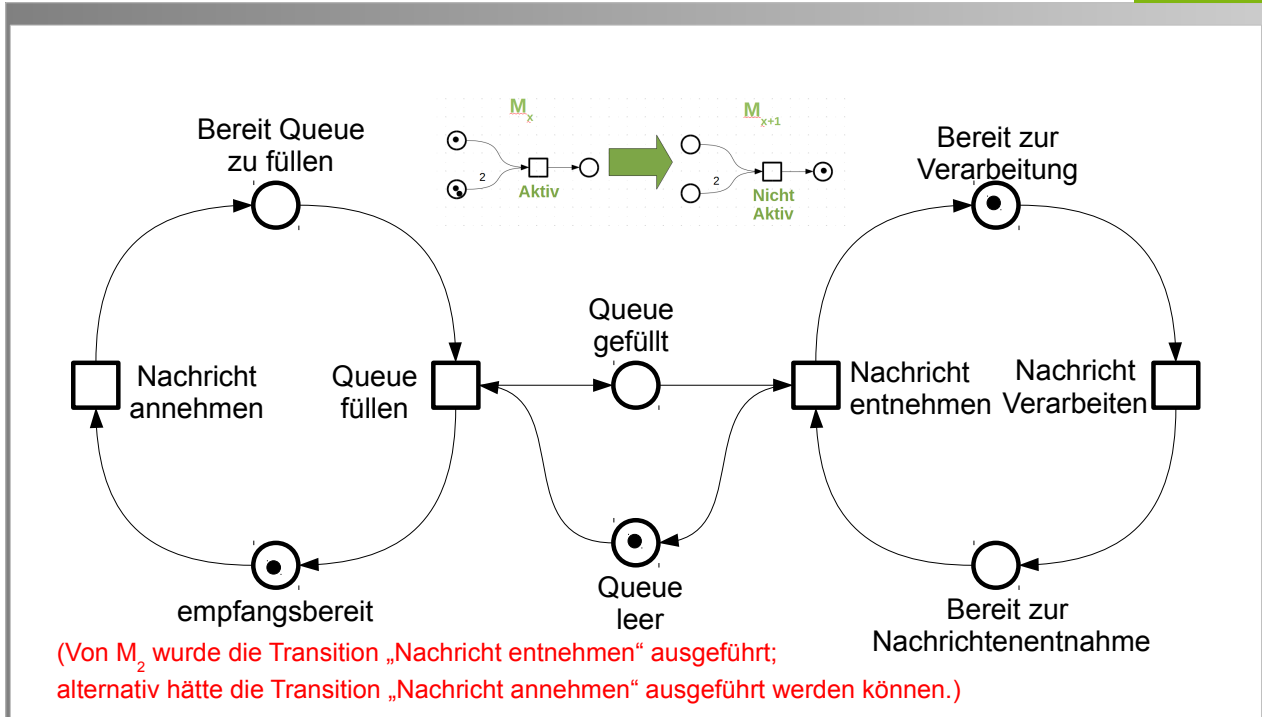 Bereit Queue
zu füllen
M
x
2
Aktiv
M
x+1
2
Nicht
Aktiv
Bereit zur
Verarbeitung
Queue
gefüllt
Nachricht
annehmen
Queue
füllen
Nachricht
entnehmen
Nachricht
Verarbeiten
empfangsbereit
Queue
leer
Bereit zur
Nachrichtenentnahme
(Von M2 wurde die Transition „Nachricht entnehmen“ ausgeführt;
alternativ hätte die Transition „Nachricht annehmen“ ausgeführt werden können.)